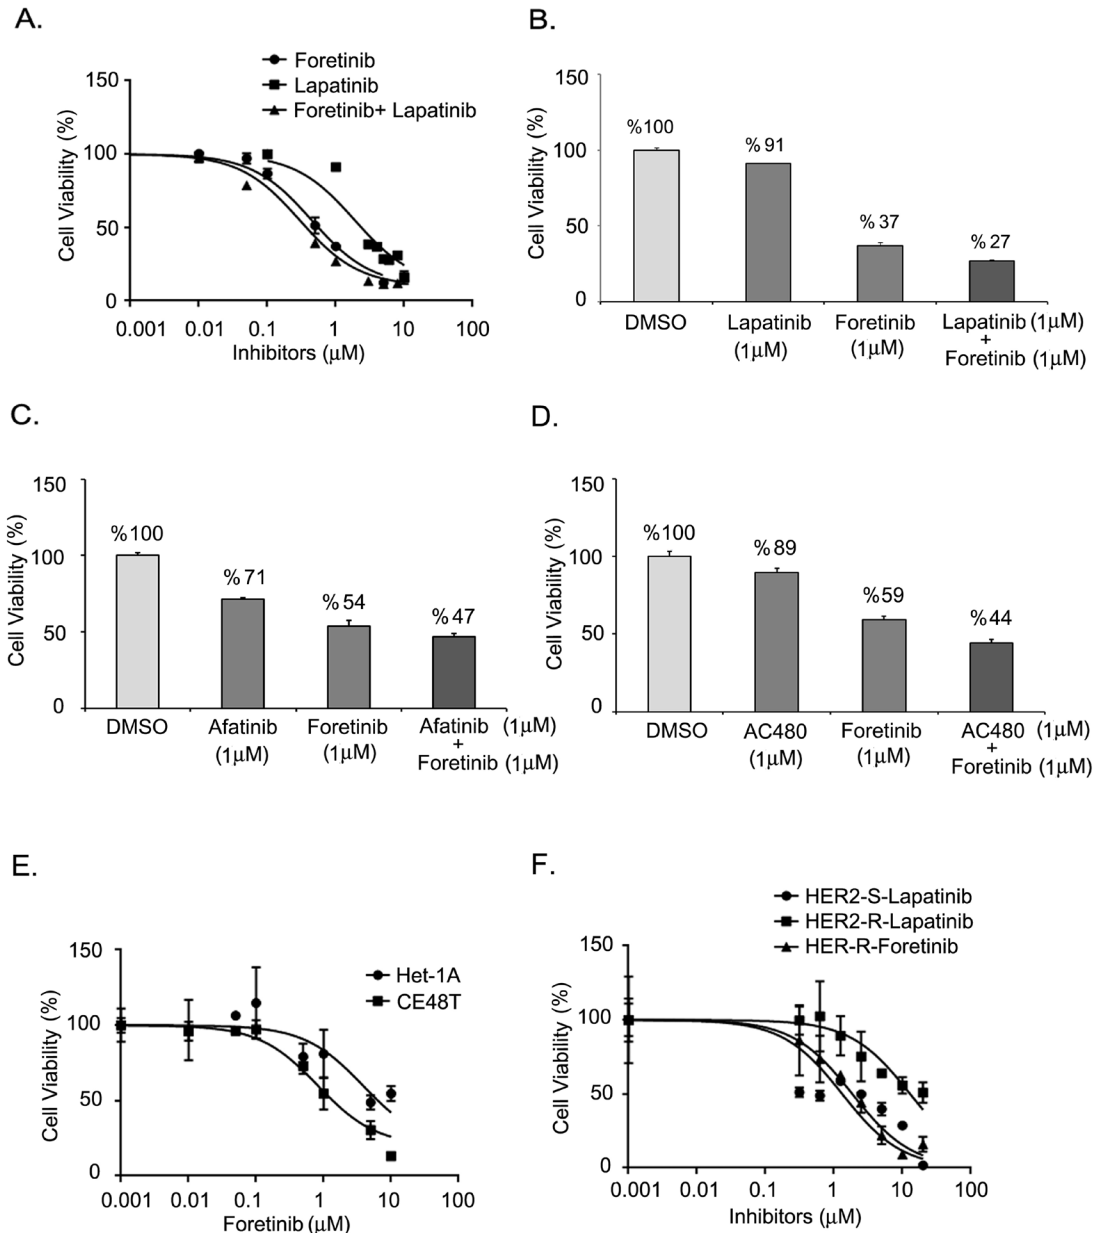 A.
Foretinib
Lapatinib
Foretinib+ Lapatinib
150
100
50
0
Cell Viability (%)
0.001 0.01 0.1 1 10 100
Inhibitors (μM)
B.
150
100
50
0
Cell Viability (%)
%100
%91
%37
%27
DMSO Lapatinib Foretinib Lapatinib (1μM)
(1μM) (1μM) +
Foretinib (1μM)
C.
150
100
50
0
Cell Viability (%)
%100
%71
%54
%47
DMSO Afatinib Foretinib Afatinib (1μM)
(1μM) (1μM) +
Foretinib (1μM)
D.
150
100
50
0
Cell Viability (%)
%100
%89
%59
%44
DMSO AC480 Foretinib AC480 (1μM)
(1μM) (1μM) +
Foretinib (1μM)
E.
150
100
50
0
Cell Viability (%)
Het-1A
CE48T
0.001 0.01 0.1 1 10 100
Foretinib (μM)
F.
HER2-S-Lapatinib
HER2-R-Lapatinib
HER-R-Foretinib
150
100
50
0
Cell Viability (%)
0.001 0.01 0.1 1 10 100
Inhibitors (μM)